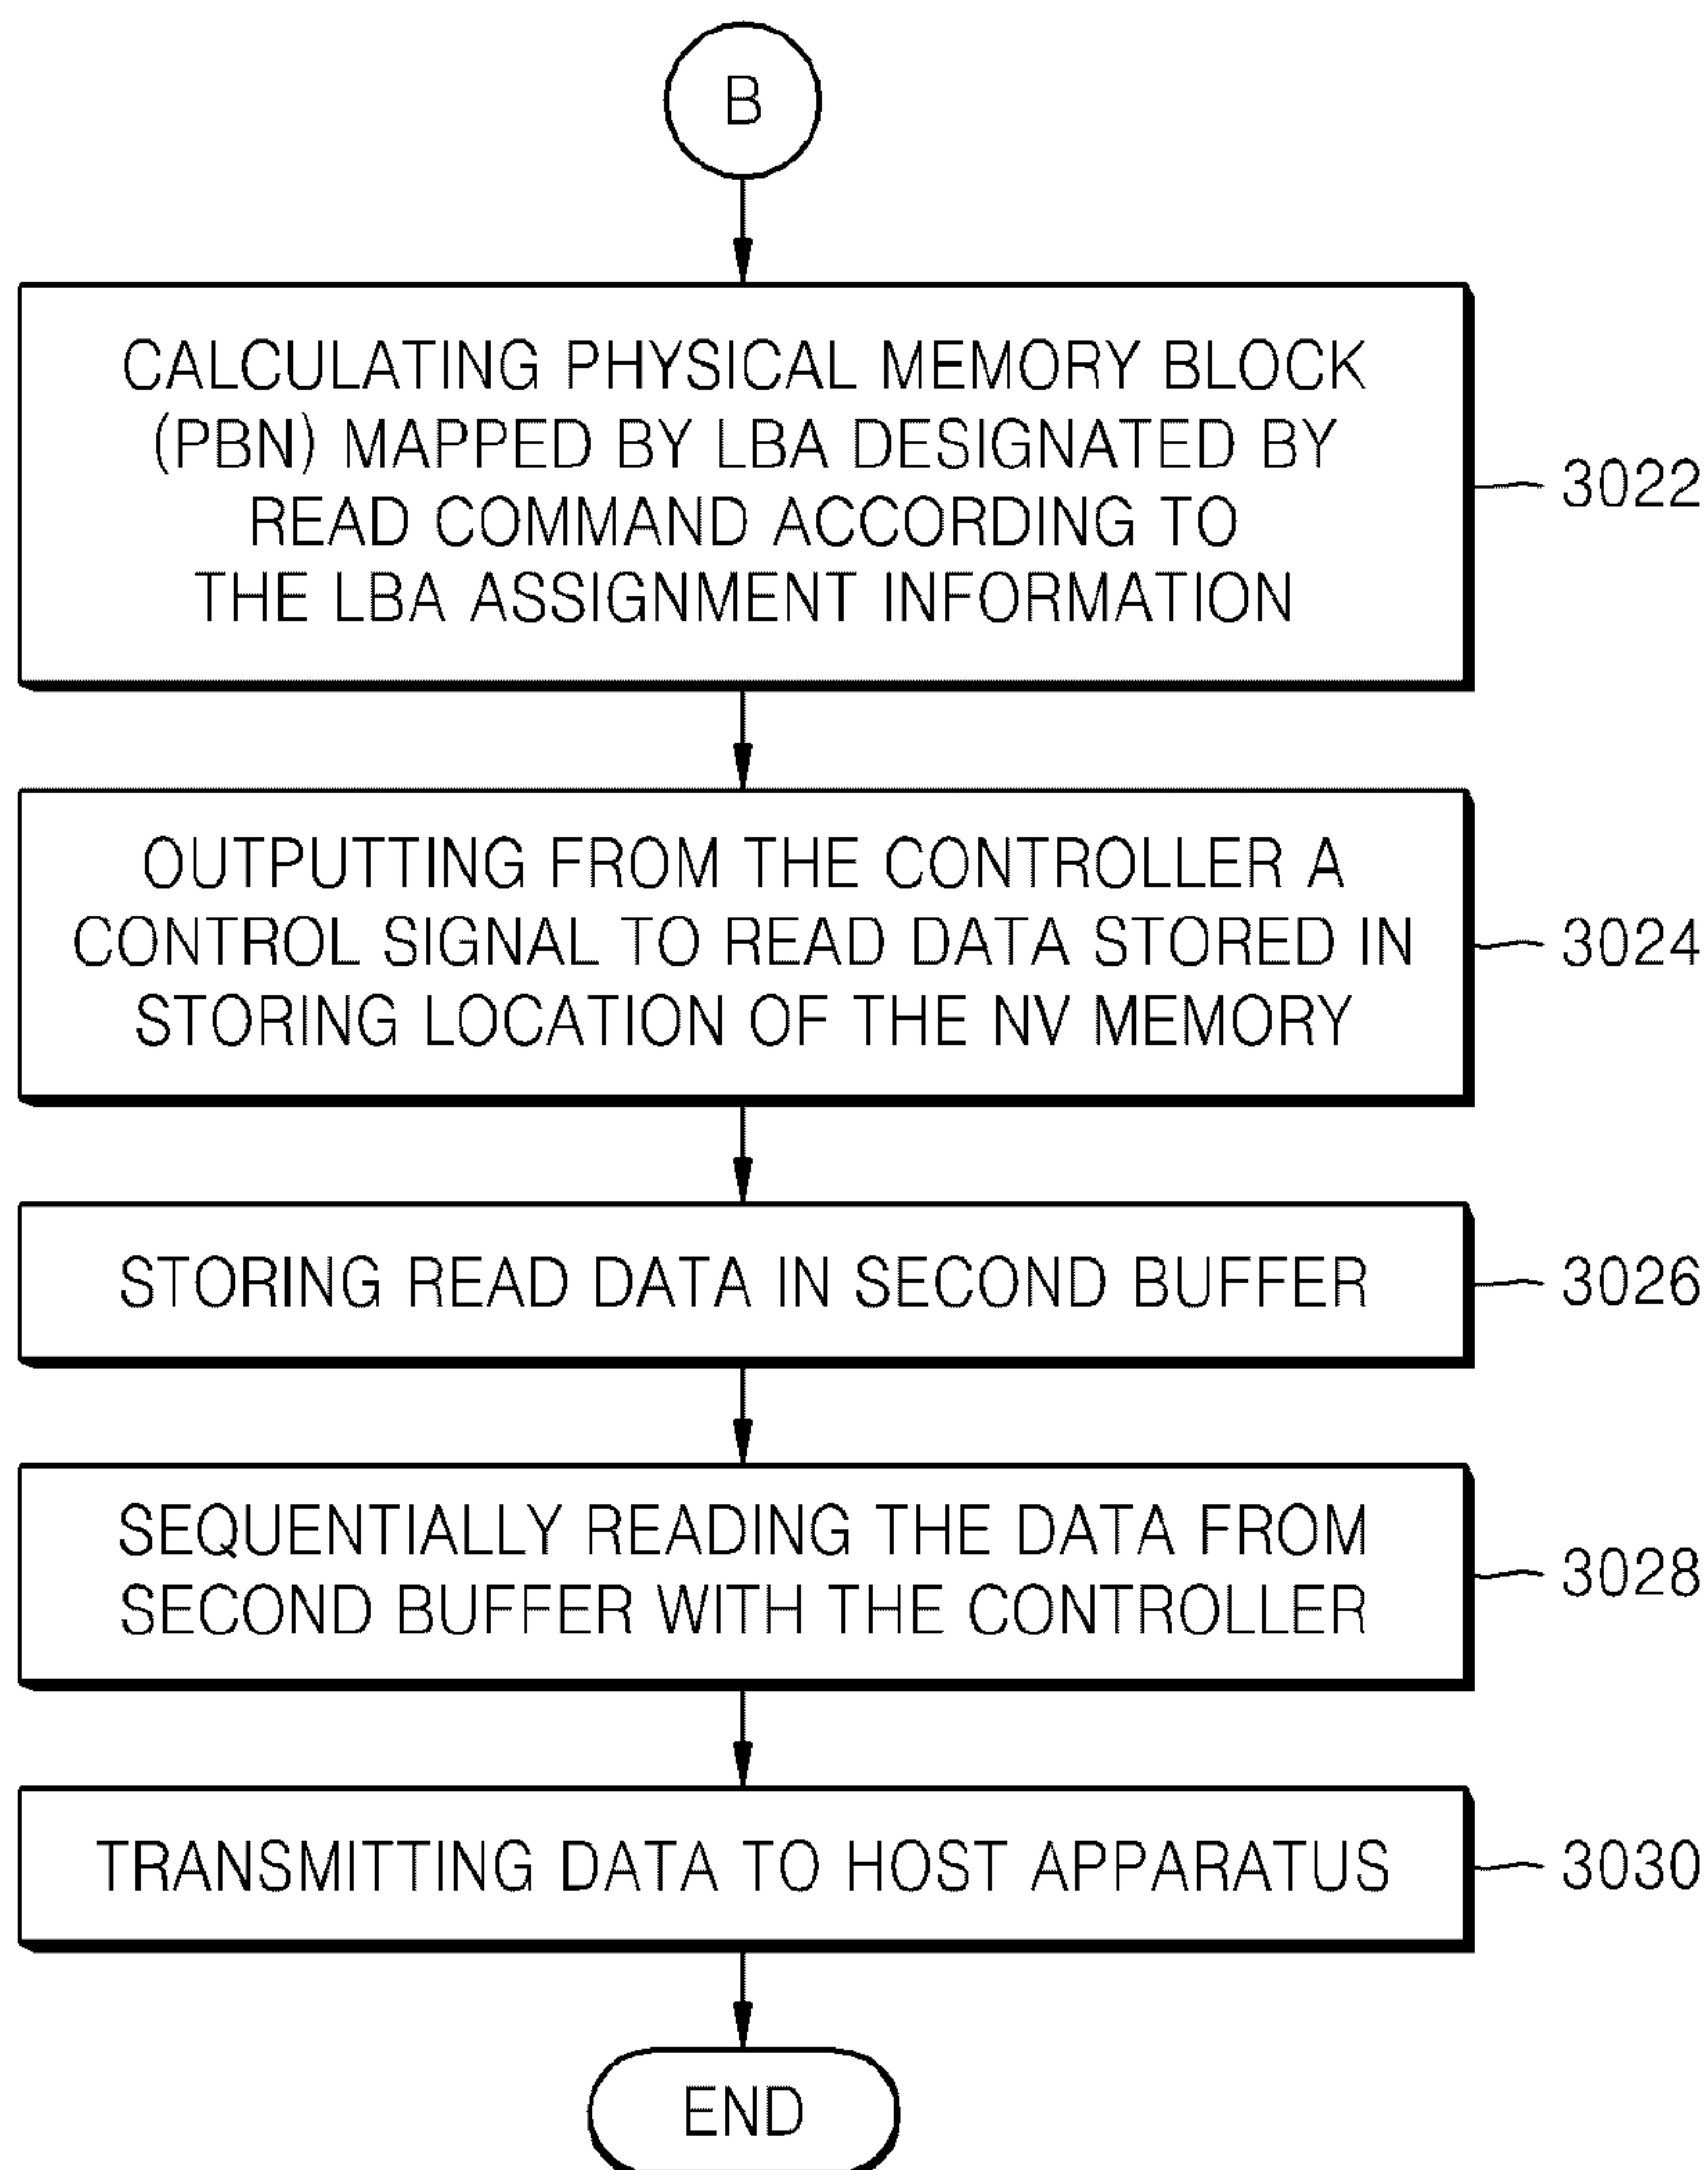 B
CALCULATING PHYSICAL MEMORY BLOCK
(PBN) MAPPED BY LBA DESIGNATED BY
READ COMMAND ACCORDING TO
THE LBA ASSIGNMENT INFORMATION
3022
OUTPUTTING FROM THE CONTROLLER A
CONTROL SIGNAL TO READ DATA STORED IN
STORING LOCATION OF THE NV MEMORY
3024
STORING READ DATA IN SECOND BUFFER
3026
SEQUENTIALLY READING THE DATA FROM
SECOND BUFFER WITH THE CONTROLLER
3028
TRANSMITTING DATA TO HOST APPARATUS
3030
END